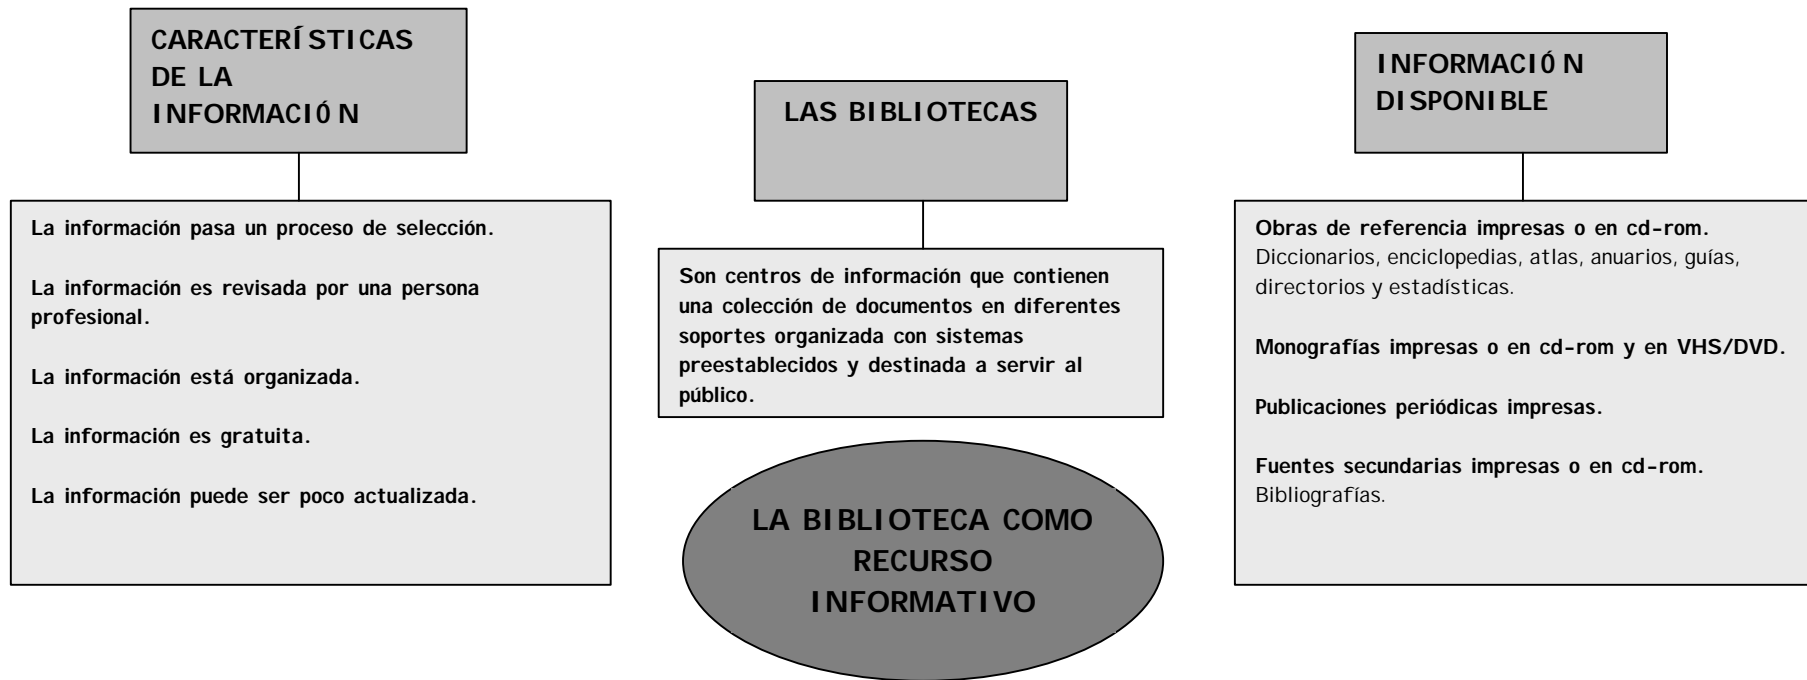 CARACTERÍSTICAS
DE LA
INFORMACIÓN
La información pasa un proceso de selección.
La información es revisada por una persona
profesional.
La información está organizada.
La información es gratuita.
La información puede ser poco actualizada.
LAS BIBLIOTECAS
Son centros de información que contienen
una colección de documentos en diferentes
soportes organizada con sistemas
preestablecidos y destinada a servir al
público.
LA BIBLIOTECA COMO
RECURSO
INFORMATIVO
INFORMACIÓN
DISPONIBLE
Obras de referencia impresas o en cd-rom.
Diccionarios, enciclopedias, atlas, anuarios, guías,
directorios y estadísticas.
Monografías impresas o en cd-rom y en VHS/DVD.
Publicaciones periódicas impresas.
Fuentes secundarias impresas o en cd-rom.
Bibliografías.